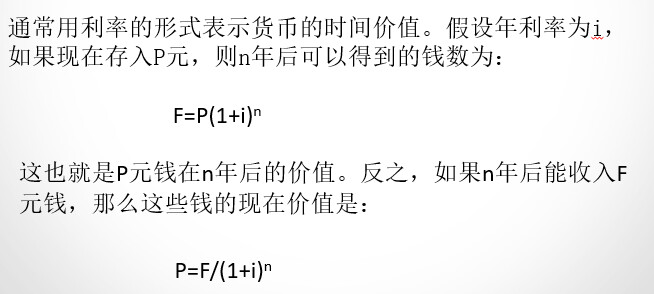 通常用利率的形式表示货币的时间价值。假设年利率为i,
如果现在存入P元，则n年后可以得到的钱数为：
F=P(1+i)ⁿ
这也就是P元钱在n年后的价值。反之，如果n年后能收入F
元钱，那么这些钱的现在价值是：
P=F/(1+i)ⁿ